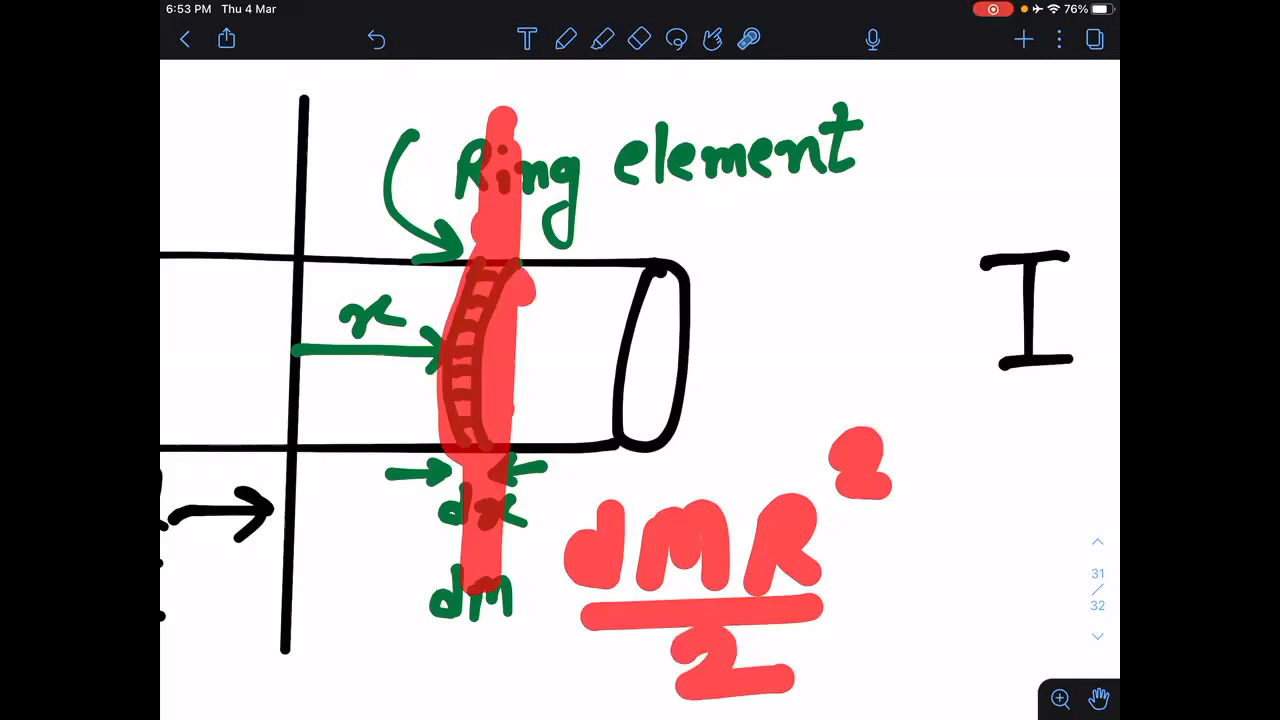 6:53 PM Thu 4 Mar
76%
Ring element
x
I
dx
dM
dMR²
2
31
/
32